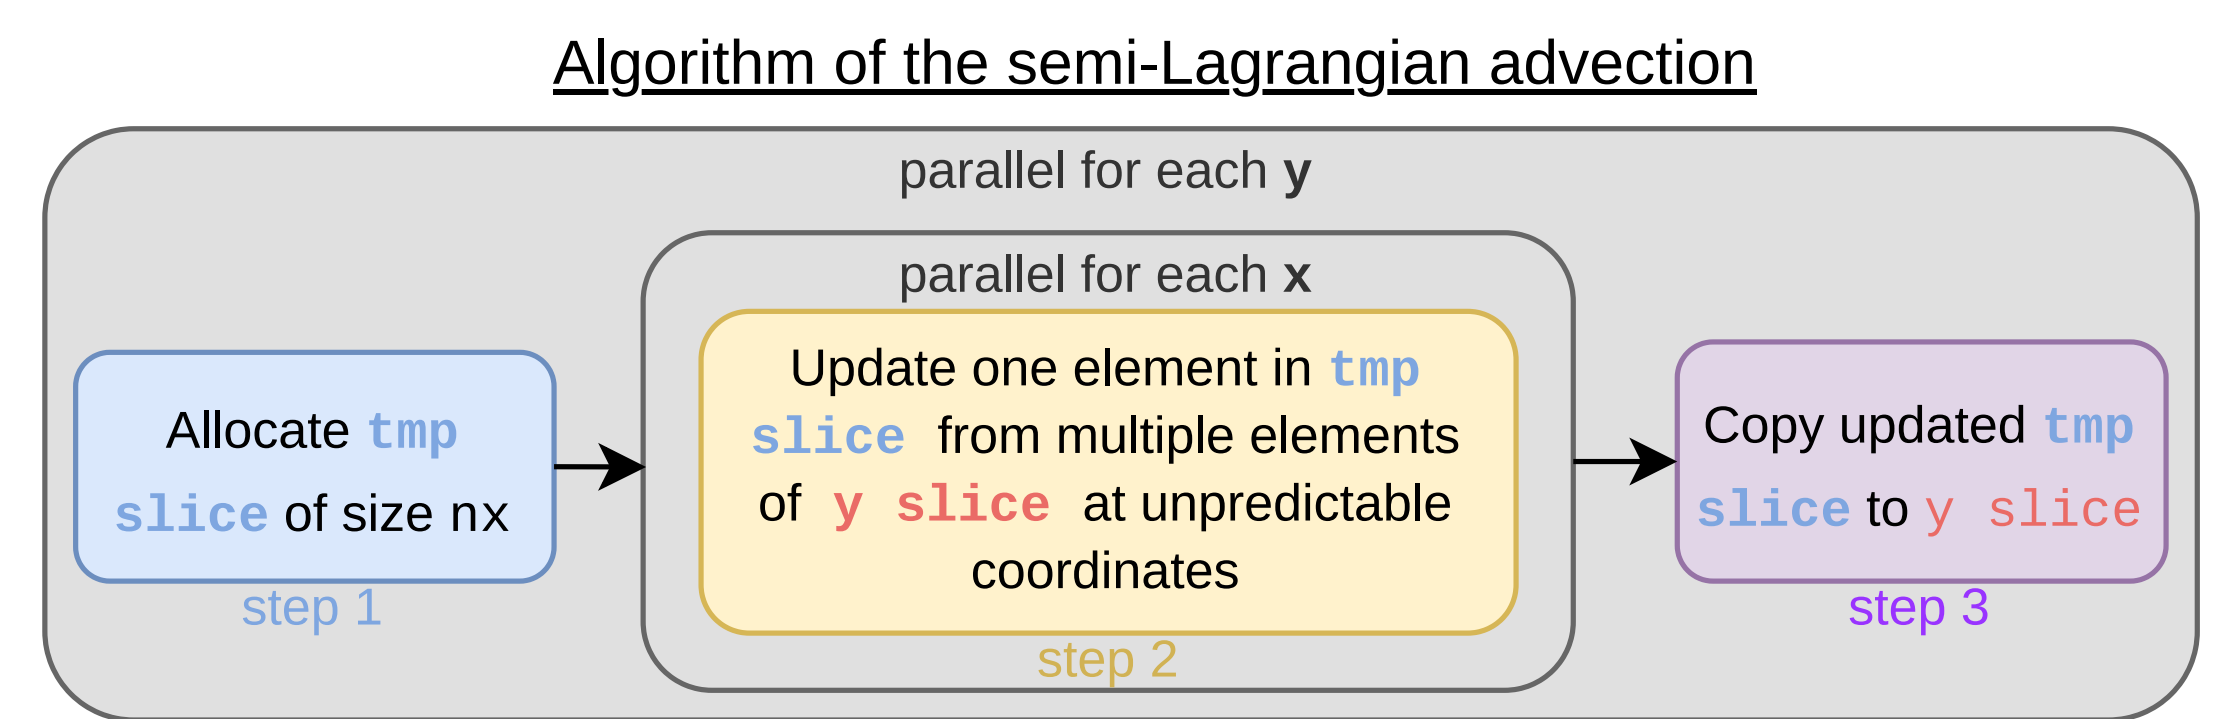 Algorithm of the semi-Lagrangian advection
parallel for each y
parallel for each x
Allocate tmp
slice of size nx
step 1
Update one element in tmp
slice from multiple elements
of y slice at unpredictable
coordinates
step 2
Copy updated tmp
slice to y slice
step 3